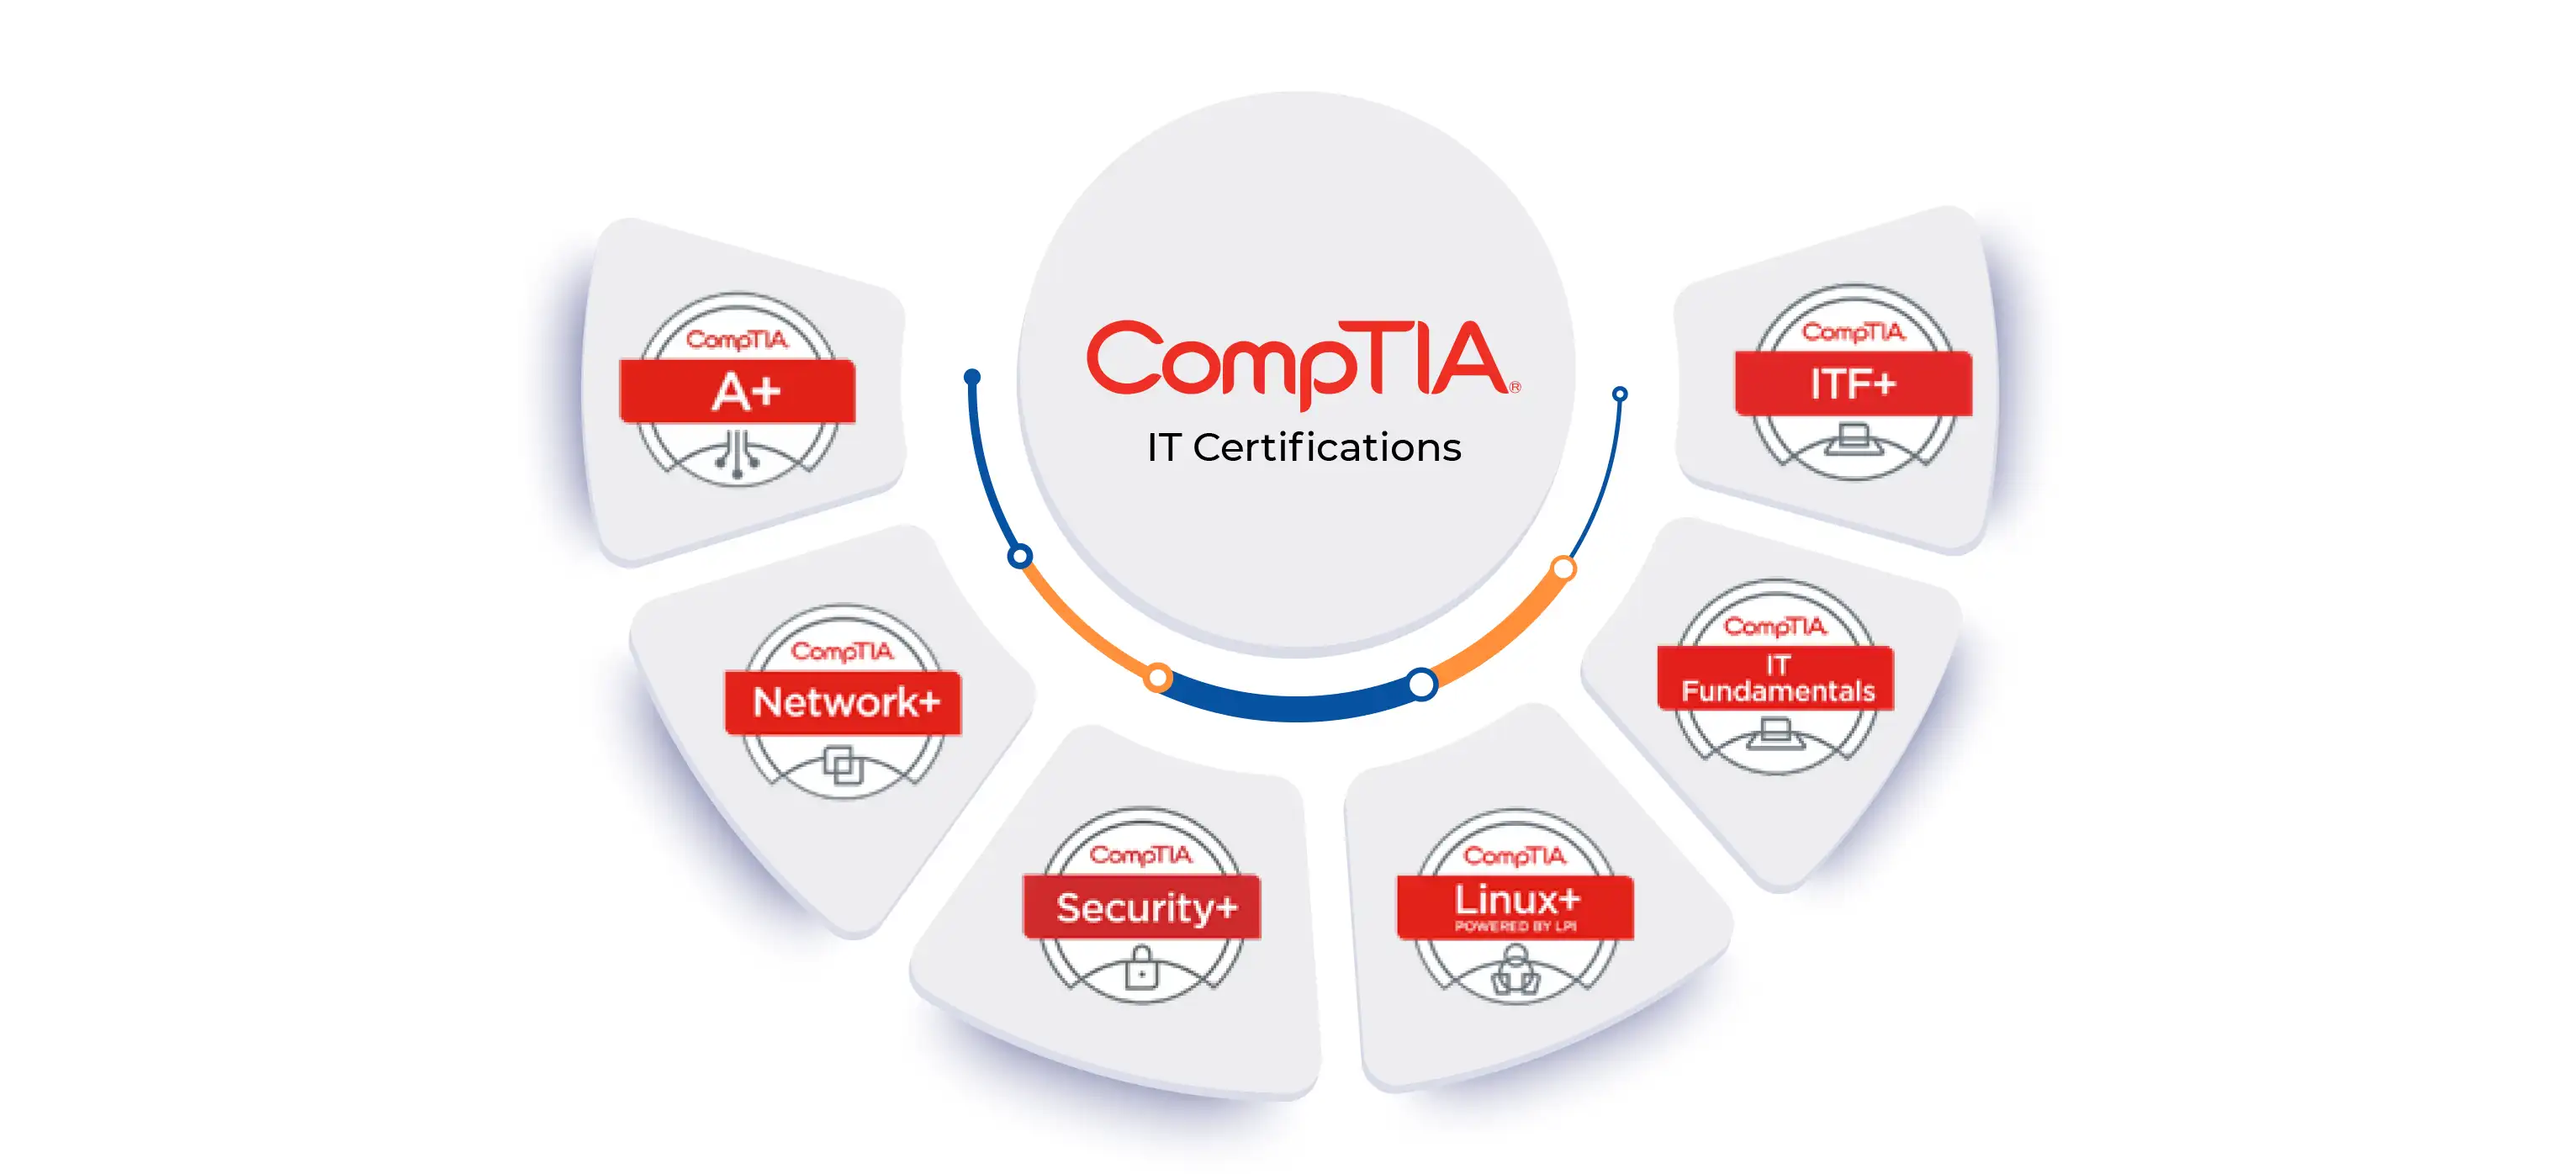 CompTIA®
IT Certifications
CompTIA
A+
CompTIA
Network+
CompTIA
Security+
CompTIA
Linux+
POWERED BY LPI
CompTIA
IT
Fundamentals
CompTIA
ITF+